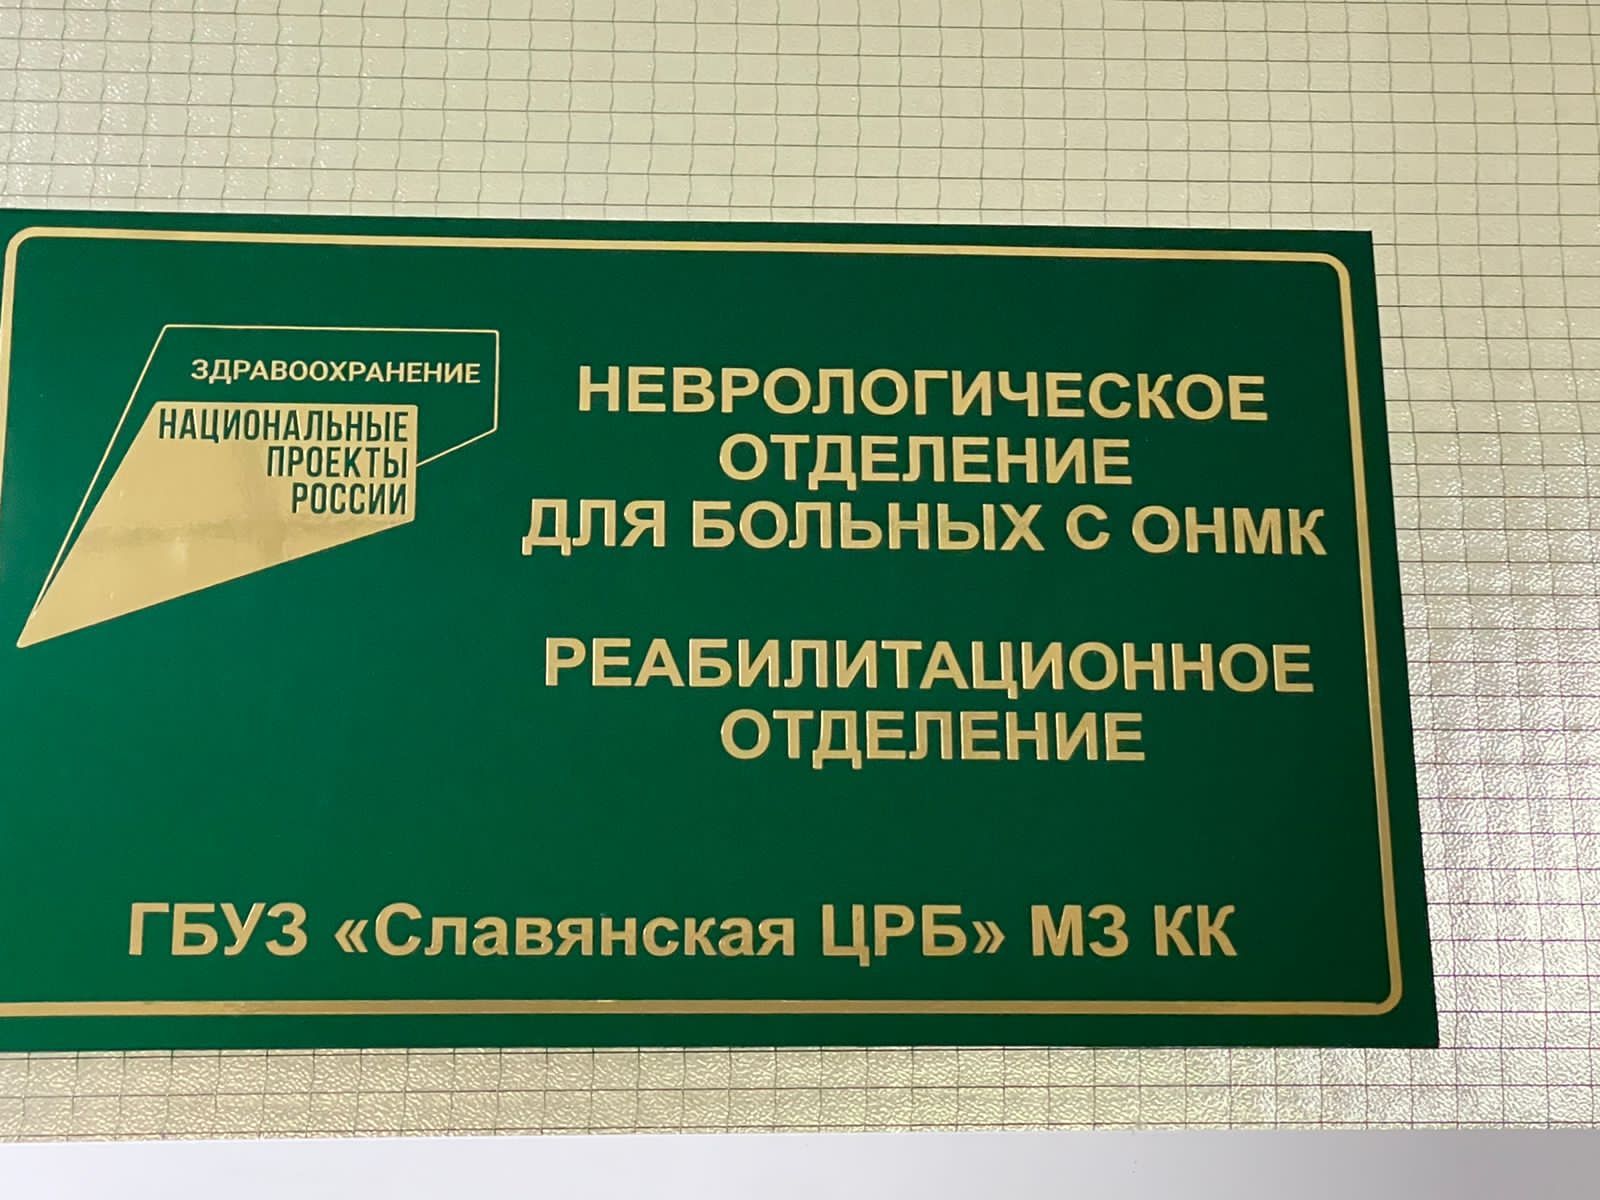 ЗДРАВООХРАНЕНИЕ
НАЦИОНАЛЬНЫЕ
ПРОЕКТЫ
РОССИИ
НЕВРОЛОГИЧЕСКОЕ
ОТДЕЛЕНИЕ
ДЛЯ БОЛЬНЫХ С ОНМК
РЕАБИЛИТАЦИОННОЕ
ОТДЕЛЕНИЕ
ГБУЗ «Славянская ЦРБ» МЗ КК